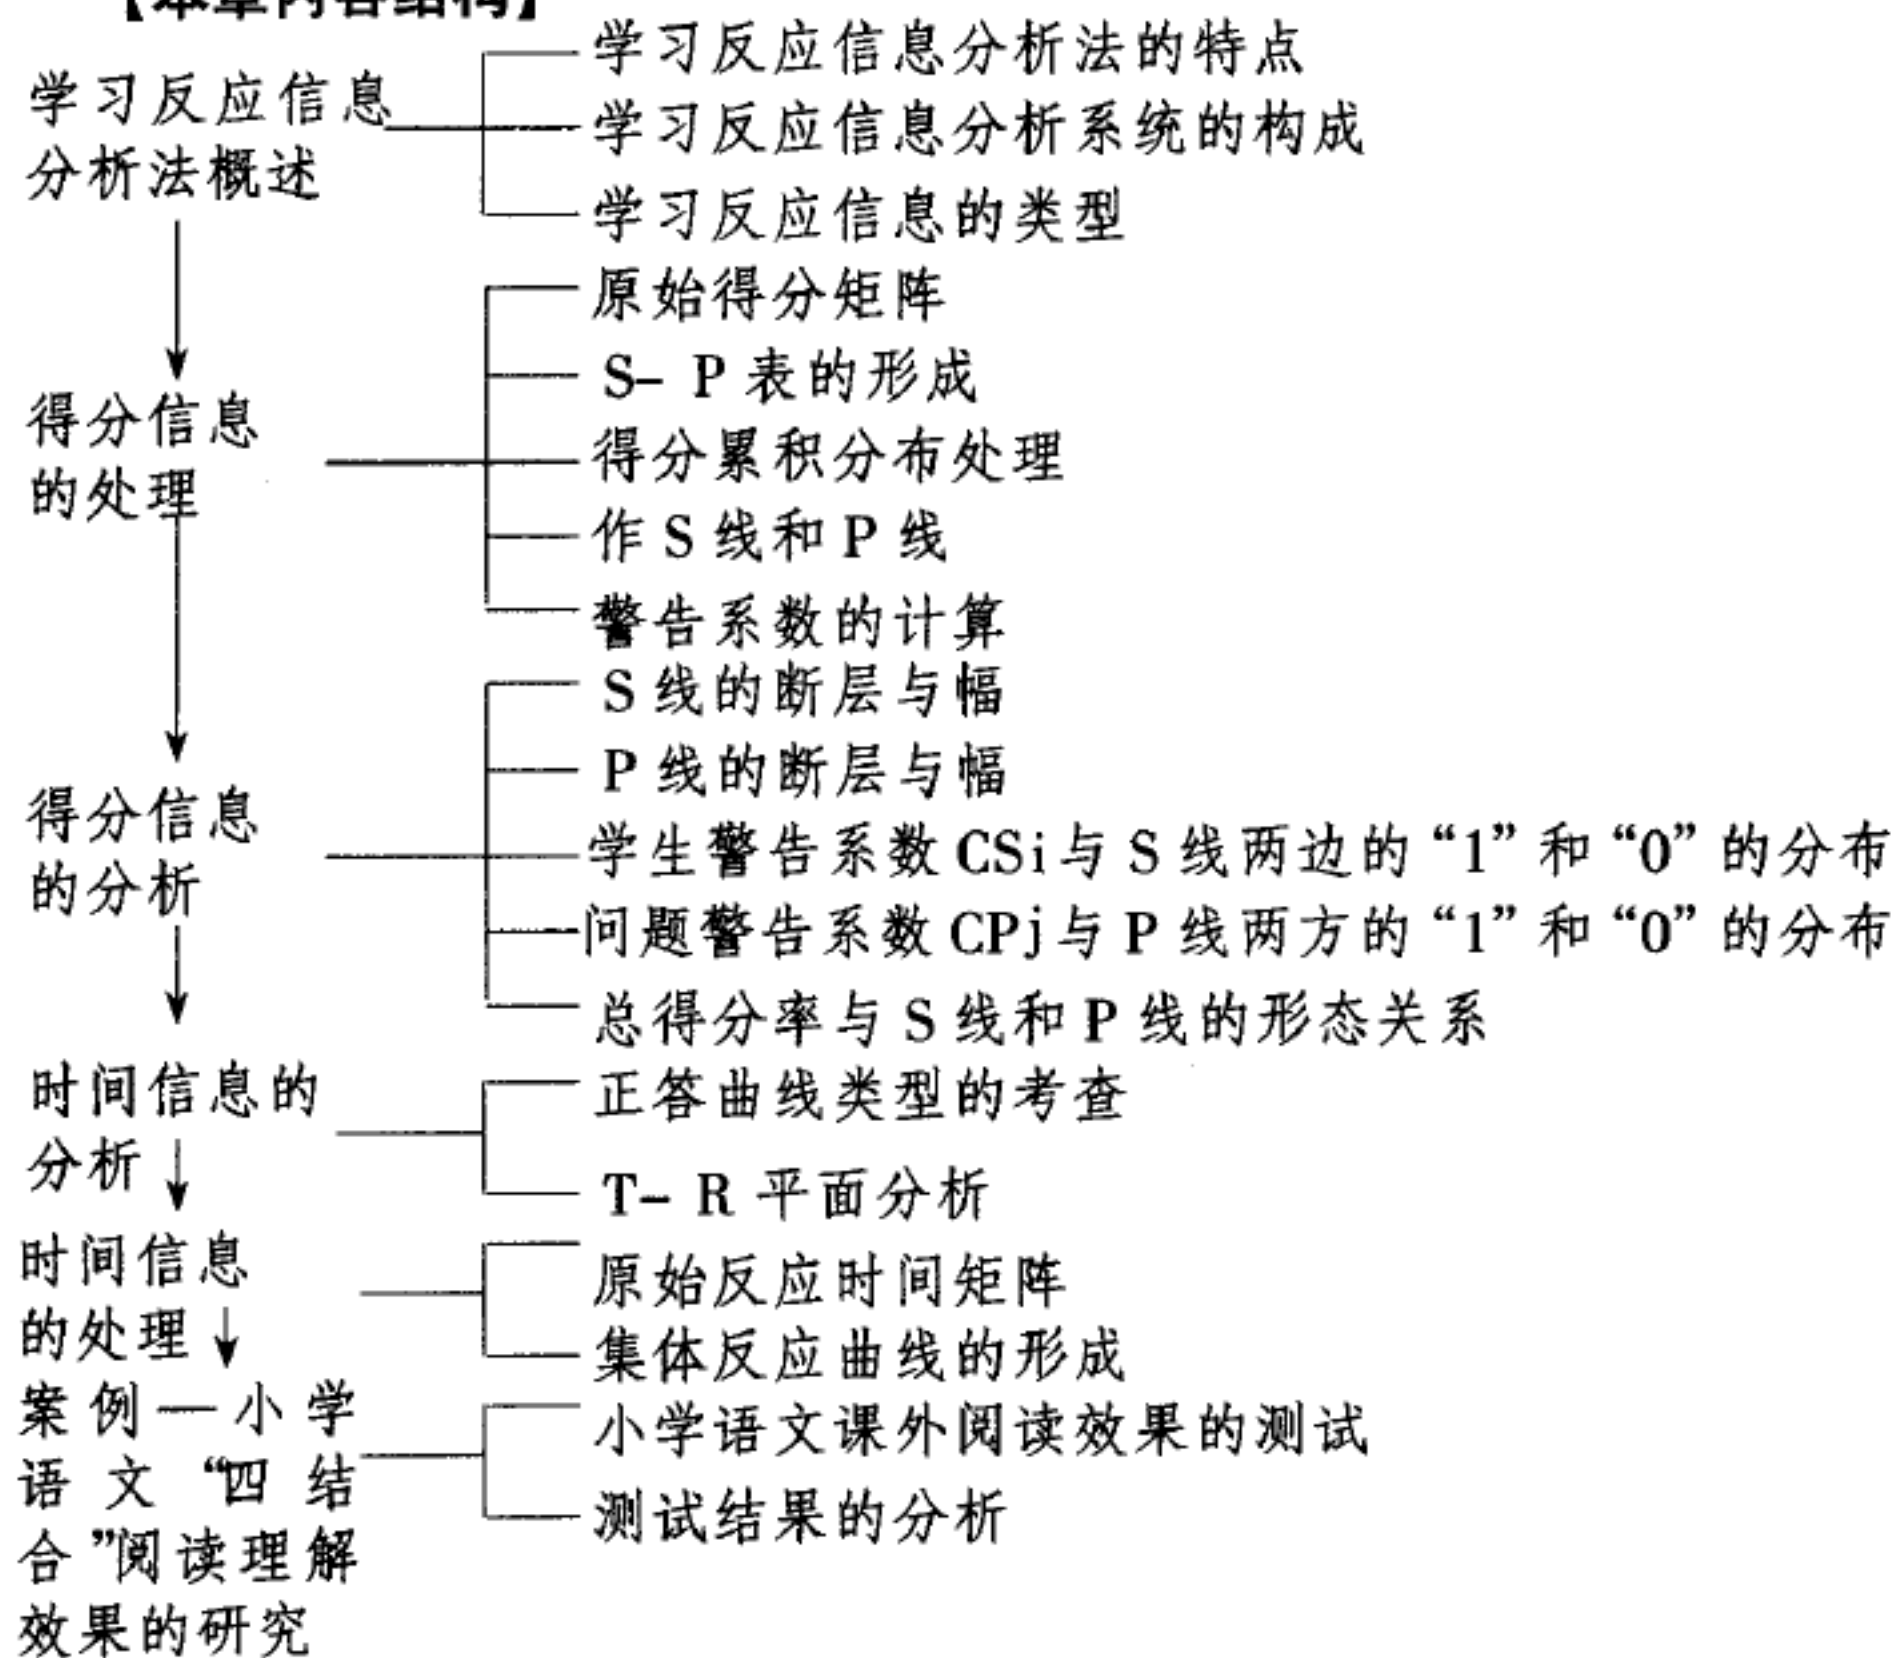 【本章内容结构】
学习反应信息
分析法概述
学习反应信息分析法的特点
学习反应信息分析系统的构成
学习反应信息的类型
得分信息
的处理
原始得分矩阵
S- P 表的形成
得分累积分布处理
作 S 线和 P 线
警告系数的计算
得分信息
的分析
S 线的断层与幅
P 线的断层与幅
学生警告系数 CSi与 S 线两边的“1”和“0”的分布
问题警告系数 CPj与 P 线两方的“1”和“0”的分布
总得分率与 S 线和 P 线的形态关系
时间信息的
分析
正答曲线类型的考查
T- R 平面分析
时间信息
的处理
原始反应时间矩阵
集体反应曲线的形成
案例—小学
语文“四结
合”阅读理解
效果的研究
小学语文课外阅读效果的测试
测试结果的分析